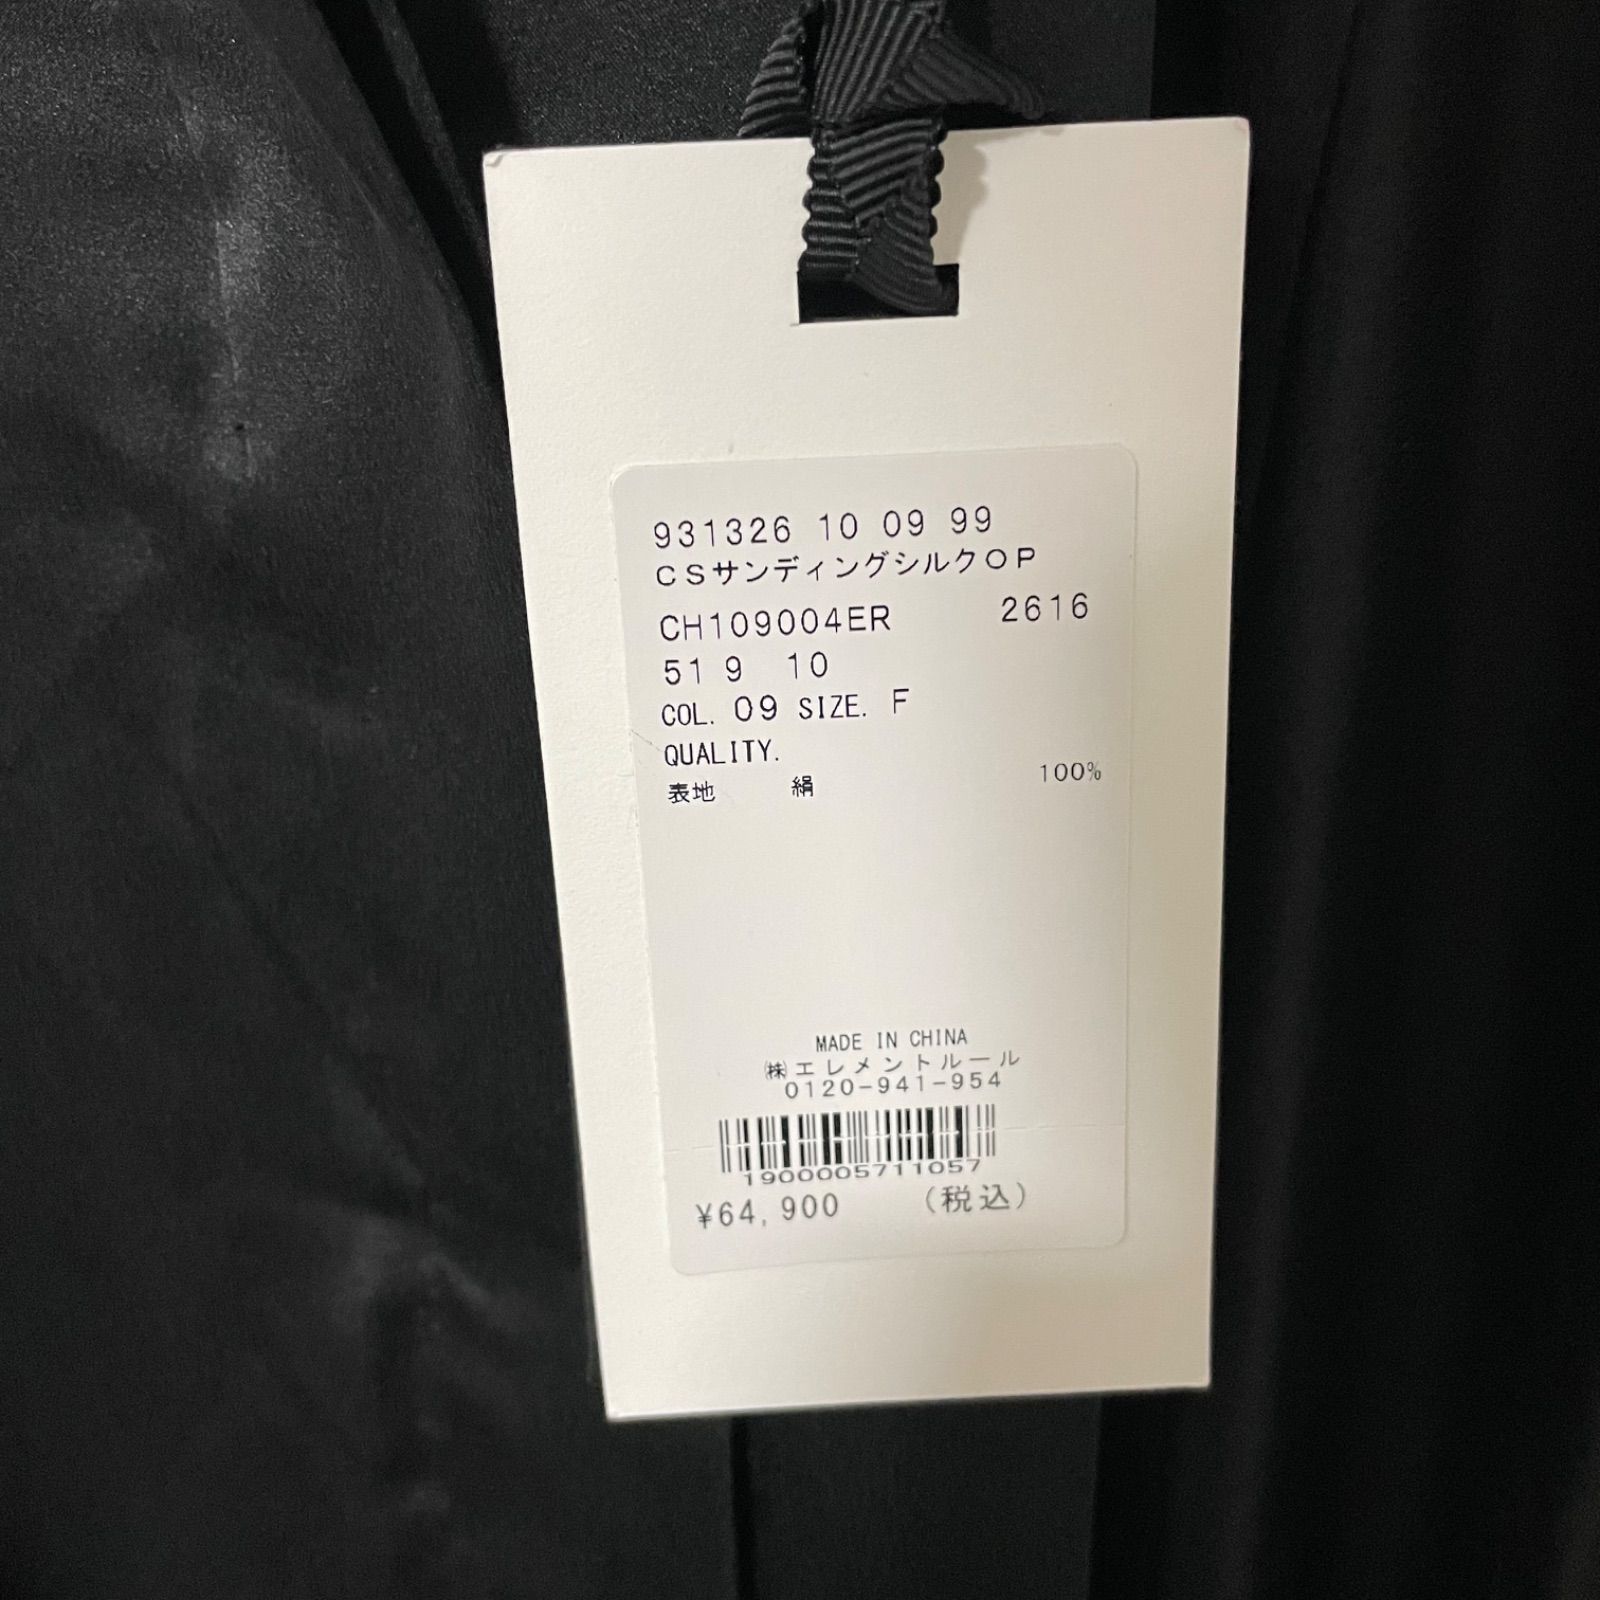 931326 10 09 99
CSサンディングシルクOP
CH109004ER 2616
51 9 10
COL. 09 SIZE. F
QUALITY.
表地 絹 100%
MADE IN CHINA
㈱エレメントルール
0120-941-954
1900005711057
¥64,900 (税込)